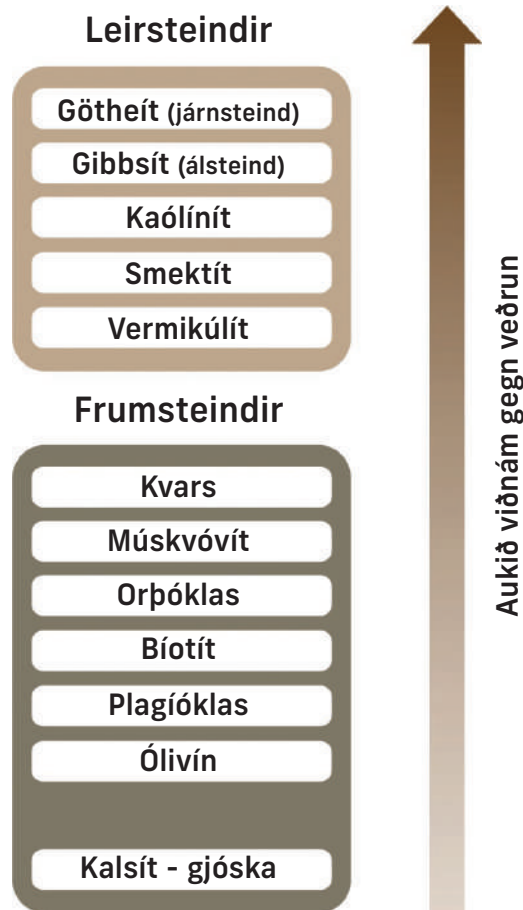 Leirsteindir
Götheít (járnsteind)
Gibbsít (álsteind)
Kaólínít
Smektít
Vermikúlít
Frumsteindir
Kvars
Múskvóvít
Orþóklas
Bíotít
Plagíóklas
Ólivín
Kalsít - gjóska
Aukið viðnám gegn veðrun